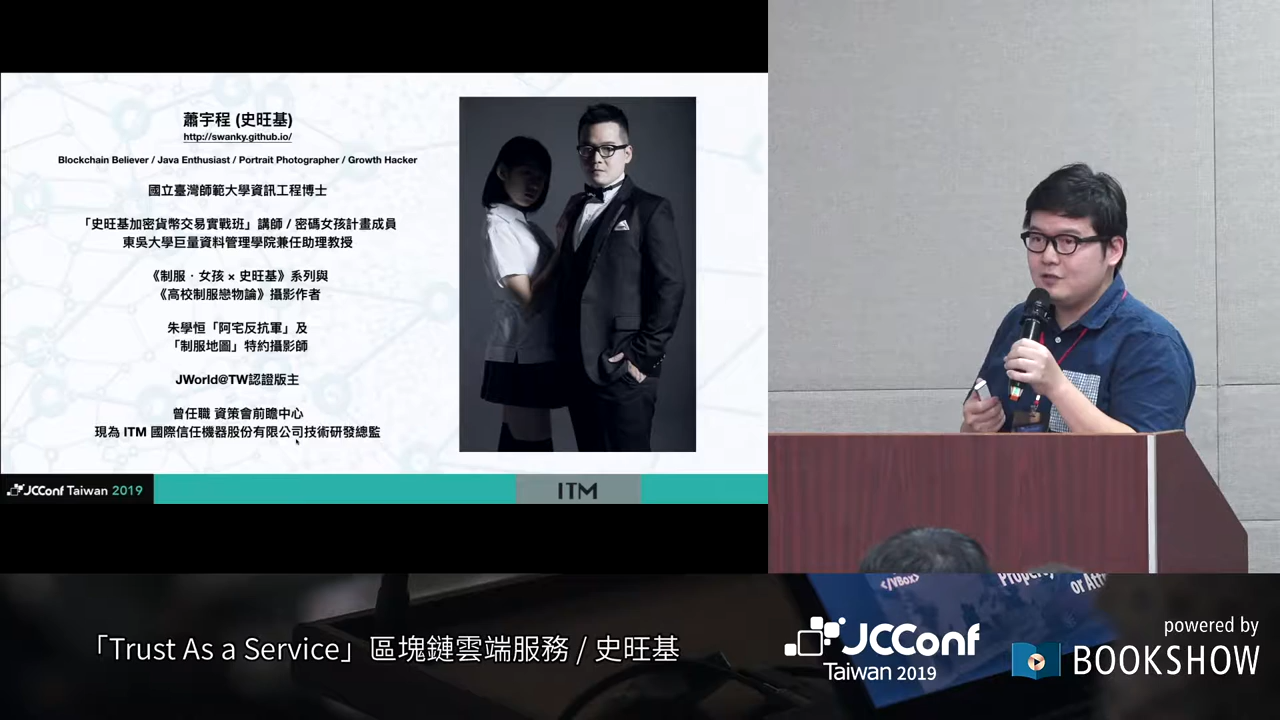 蕭宇程 (史旺基)
http://swanky.github.io/
Blockchain Believer / Java Enthusiast / Portrait Photographer / Growth Hacker
國立臺灣師範大學資訊工程博士
「史旺基加密貨幣交易實戰班」講師 / 密碼女孩計畫成員
東吳大學巨量資料管理學院兼任助理教授
《制服．女孩 × 史旺基》系列與
《高校制服戀物論》攝影作者
朱學恒「阿宅反抗軍」及
「制服地圖」特約攝影師
JWorld@TW認證版主
曾任職 資策會前瞻中心
現為 ITM 國際信任機器股份有限公司技術研發總監
JCConf Taiwan 2019
ITM
</VBox>
Property
「Trust As a Service」區塊鏈雲端服務 / 史旺基
JCConf
Taiwan 2019
powered by
BOOKSHOW